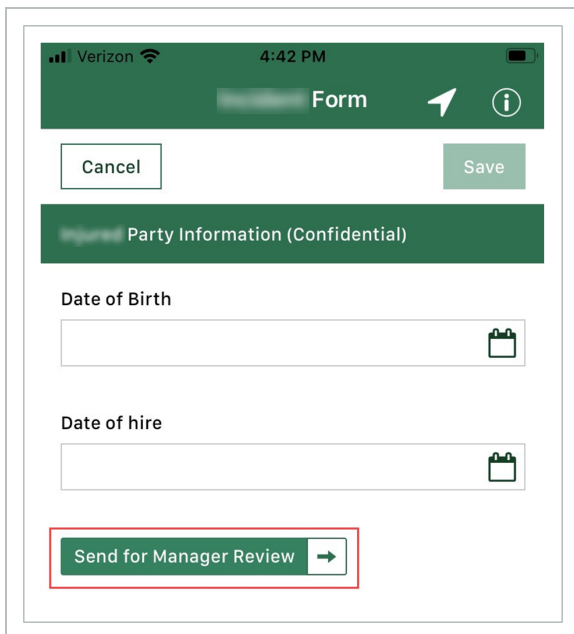 Verizon 4:42 PM
Form
Cancel Save
Party Information (Confidential)
Date of Birth
Date of hire
Send for Manager Review